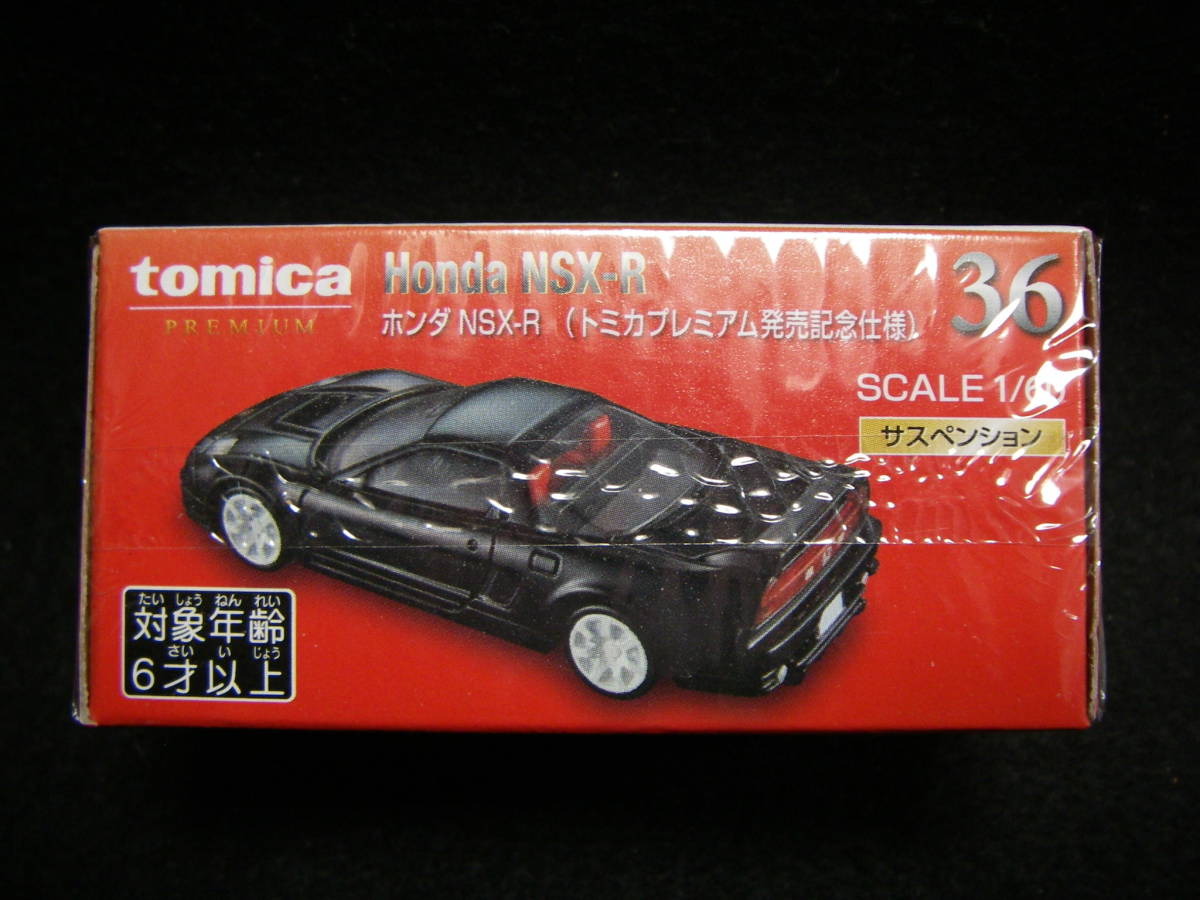 tomica
PREMIUM
Honda NSX-R
ホンダ NSX-R （トミカプレミアム発売記念仕様）
36
SCALE 1/6
サスペンション
たい しょう ねん れい
対象年齢
さい い じょう
6才以上